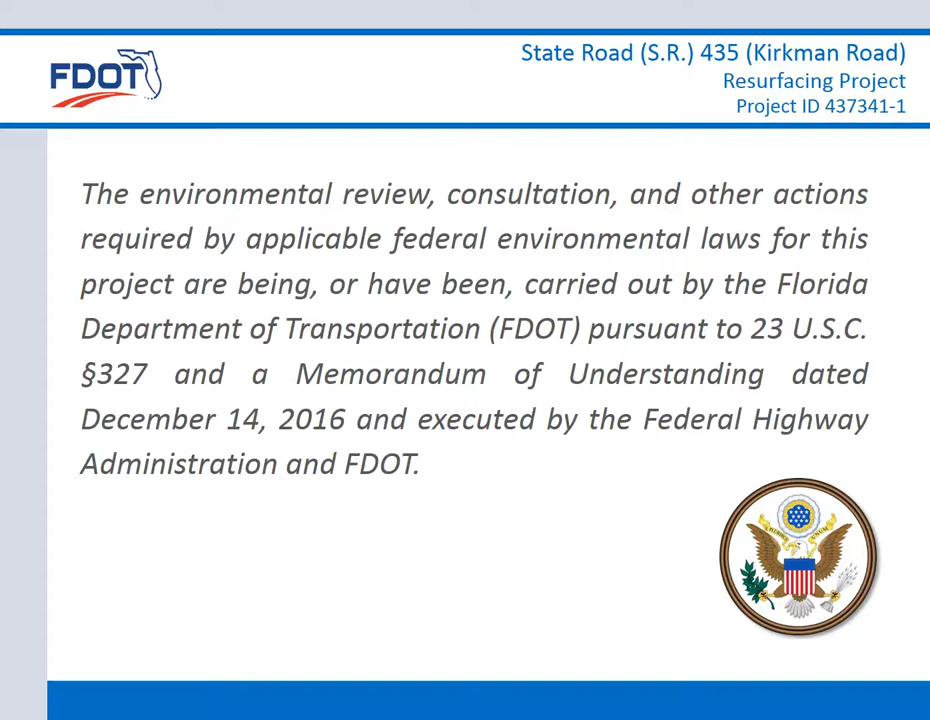 FDOT
State Road (S.R.) 435 (Kirkman Road)
Resurfacing Project
Project ID 437341-1
The environmental review, consultation, and other actions
required by applicable federal environmental laws for this
project are being, or have been, carried out by the Florida
Department of Transportation (FDOT) pursuant to 23 U.S.C.
§327 and a Memorandum of Understanding dated
December 14, 2016 and executed by the Federal Highway
Administration and FDOT.